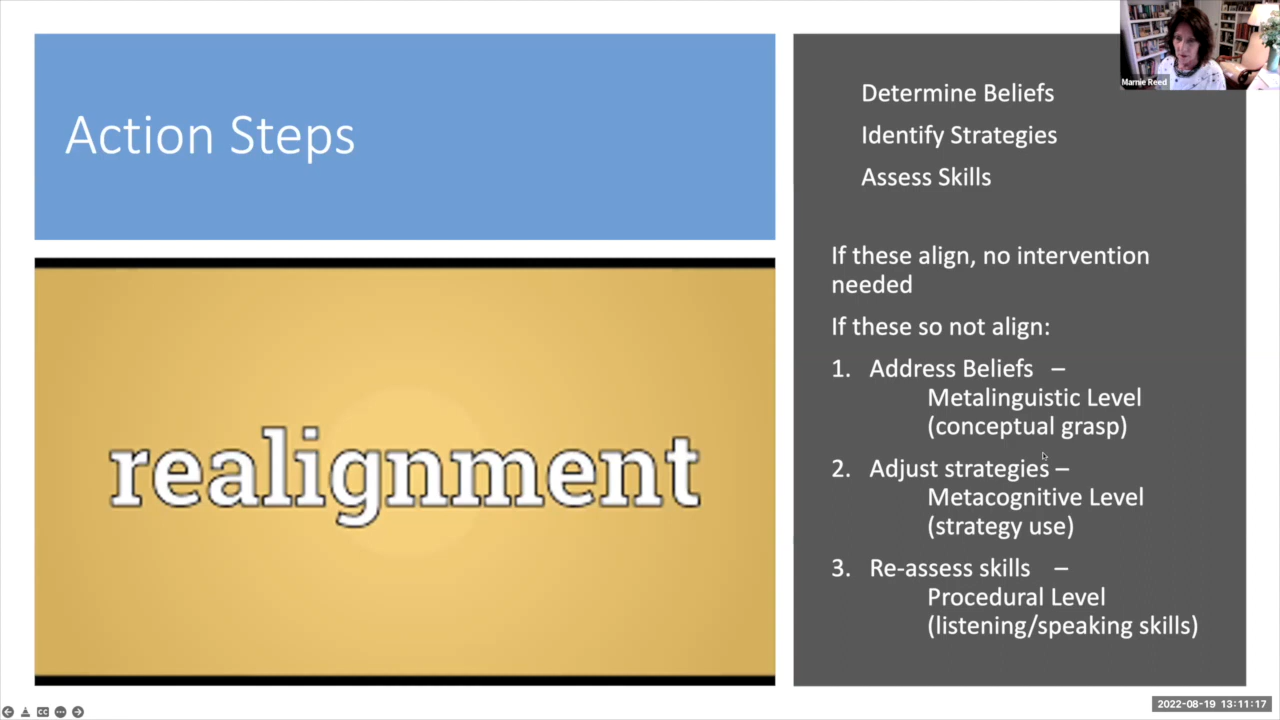 Action Steps
realignment
Marnie Reed
Determine Beliefs
Identify Strategies
Assess Skills
If these align, no intervention
needed
If these so not align:
1. Address Beliefs –
Metalinguistic Level
(conceptual grasp)
2. Adjust strategies –
Metacognitive Level
(strategy use)
3. Re-assess skills –
Procedural Level
(listening/speaking skills)
CC
2022-08-19 13:11:17